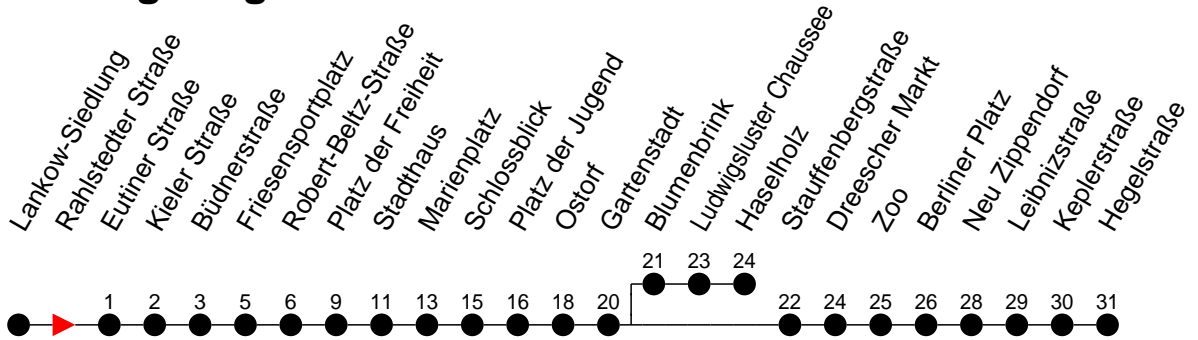 Lankow-Siedlung
Rahlstedter Straße
Eutiner Straße
Kieler Straße
Büdnerstraße
Friesensportplatz
Robert-Beltz-Straße
Platz der Freiheit
Stadthaus
Marienplatz
Schlossblick
Platz der Jugend
Ostorf
Gartenstadt
Blumenbrink
Ludwigsluster Chaussee
Haselholz
Stauffenbergstraße
Dreescher Markt
Zoo
Berliner Platz
Neu Zippendorf
Leibnizstraße
Keplerstraße
Hegelstraße
21 23 24
1 2 3 5 6 9 11 13 15 16 18 20 22 24 25 26 28 29 30 31